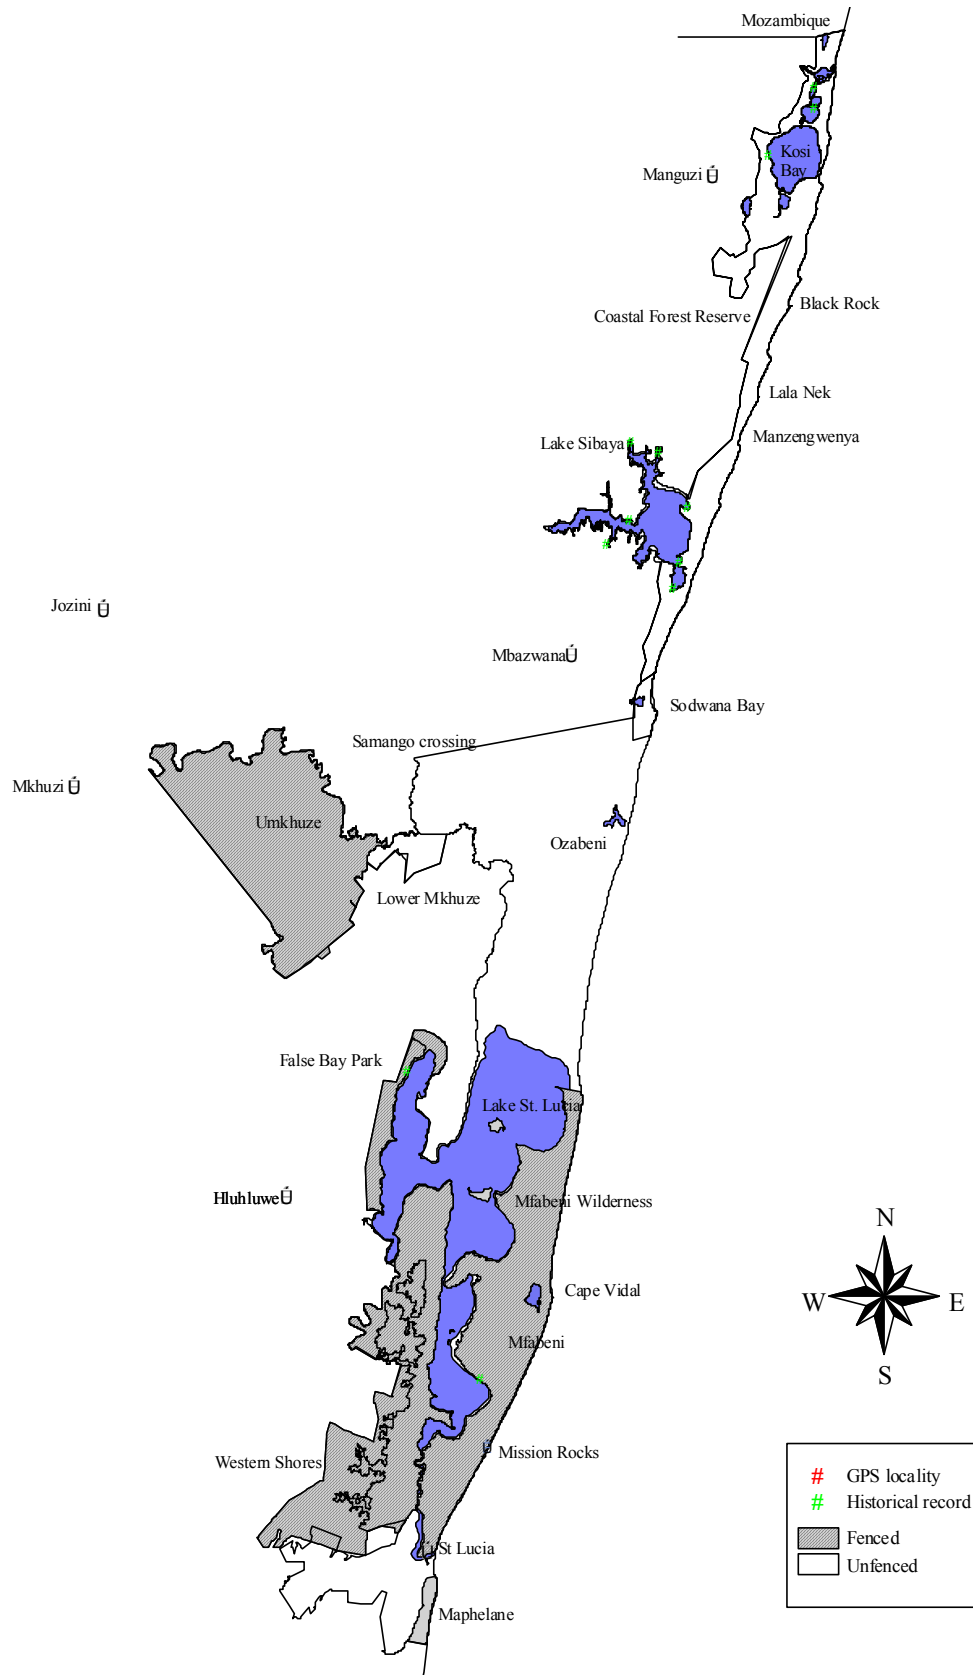 Mozambique
Kosi
Bay
Manguzi
Coastal Forest Reserve
Black Rock
Lala Nek
Manzengwenya
Lake Sibaya
Jozini
Mbazwana
Sodwana Bay
Samango crossing
Mkhuzi
Umkhuze
Ozabeni
Lower Mkhuze
False Bay Park
Lake St. Lucia
Hluhluwe
Mfabeni Wilderness
Cape Vidal
Mfabeni
Western Shores
Mission Rocks
St Lucia
Maphelane
N
W E
S
# GPS locality
# Historical record
Fenced
Unfenced